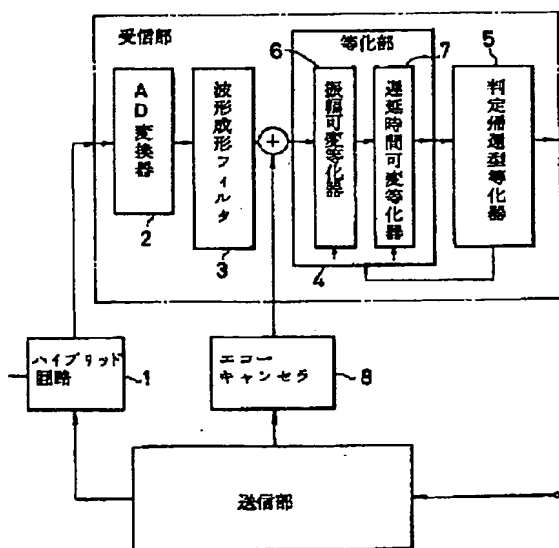 受信部
等化部
5
6
7
AD変換器
波形成形フィルタ
+
振幅可変等化器
遅延時間可変等化器
判定帰還型等化器
2
3
4
ハイブリッド
回路
1
エコー
キャンセラ
8
送信部